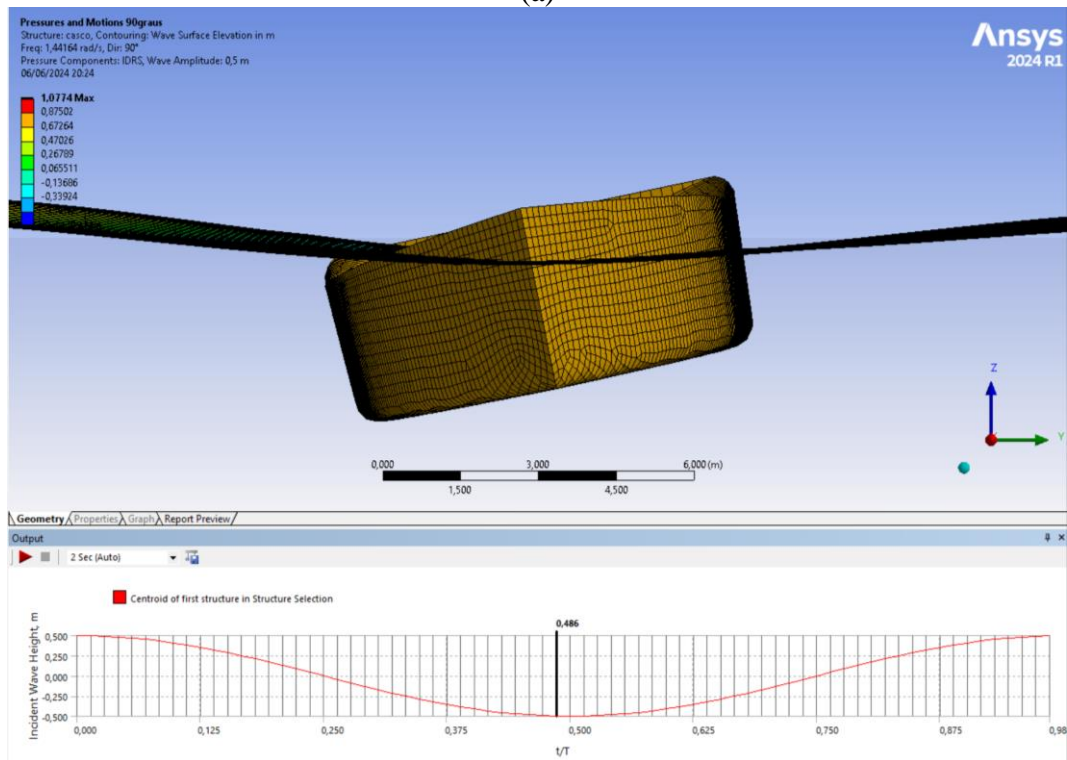 (a)
Pressures and Motions 90graus
Structure: casco, Contouring: Wave Surface Elevation in m
Freq: 1,44164 rad/s, Dir: 90°
Pressure Components: IDRS, Wave Amplitude: 0,5 m
06/06/2024 20:24
Ansys
2024 R1
1,0774 Max
0,87502
0,67264
0,47026
0,26789
0,065511
-0,13686
-0,33924
Z
Y
0,000 3,000 6,000 (m)
1,500 4,500
Geometry Properties Graph Report Preview
Output
2 Sec (Auto)
Centroid of first structure in Structure Selection
0,486
Incident Wave Height, m
0,500
0,250
0,000
-0,250
-0,500
0,000 0,125 0,250 0,375 0,500 0,625 0,750 0,875 0,98
t/T